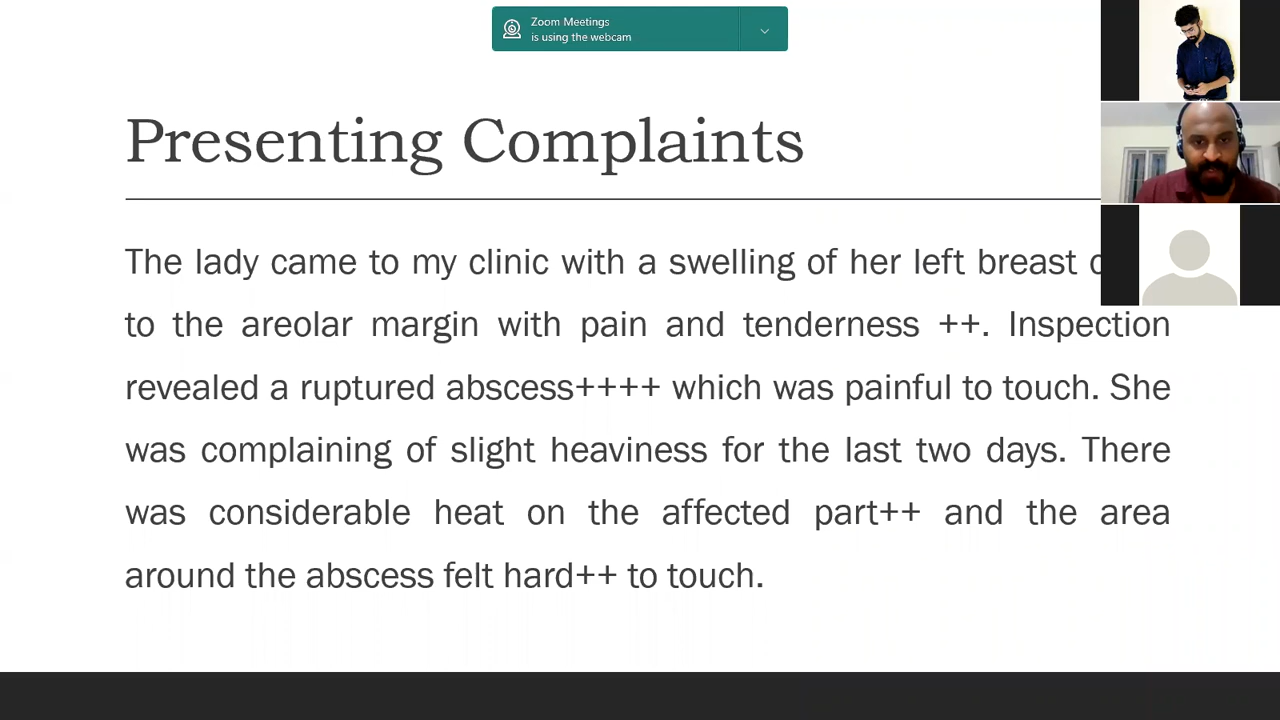 Zoom Meetings
is using the webcam
Presenting Complaints
The lady came to my clinic with a swelling of her left breast
to the areolar margin with pain and tenderness ++. Inspection
revealed a ruptured abscess++++ which was painful to touch. She
was complaining of slight heaviness for the last two days. There
was considerable heat on the affected part++ and the area
around the abscess felt hard++ to touch.